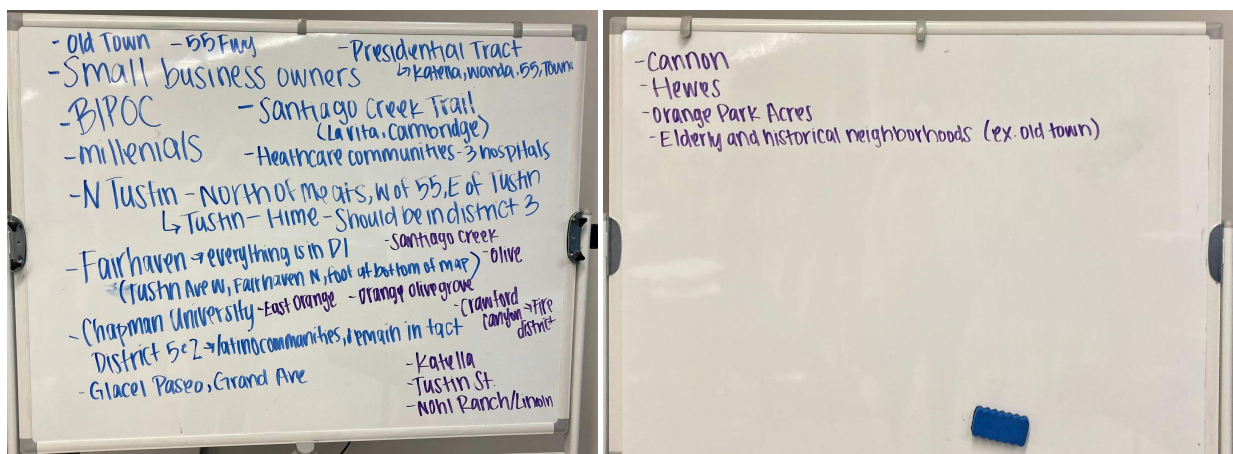 - Old Town - 55 Fwy - Presidential Tract
↳ Katella, Wanda, 55, Town
- Small business owners
- BIPOC - Santiago Creek Trail
(La Vita, Cambridge)
- millenials - Healthcare communities - 3 hospitals
- N Tustin - North of Meats, W of 55, E of Tustin
↳ Tustin - Hime - Should be in district 3
- Santiago Creek
- Fairhaven → everything is in D1 - Olive
(Tustin Ave W, Fairhaven N, foot at bottom of map)
- Chapman University - East Orange - Orange Olive grove
- Crawford
canyon → Fire
district
District 5 & 2 → latino communities, remain in tact
- Glacel Paseo, Grand Ave
- Katella
- Tustin St.
- Nohl Ranch/Lincoln
- Cannon
- Hewes
- Orange Park Acres
- Elderly and historical neighborhoods (ex. old town)